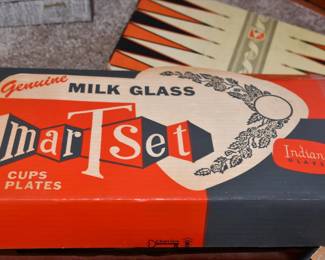 Genuine
MILK GLASS
marTset
CUPS
PLATES
Indian